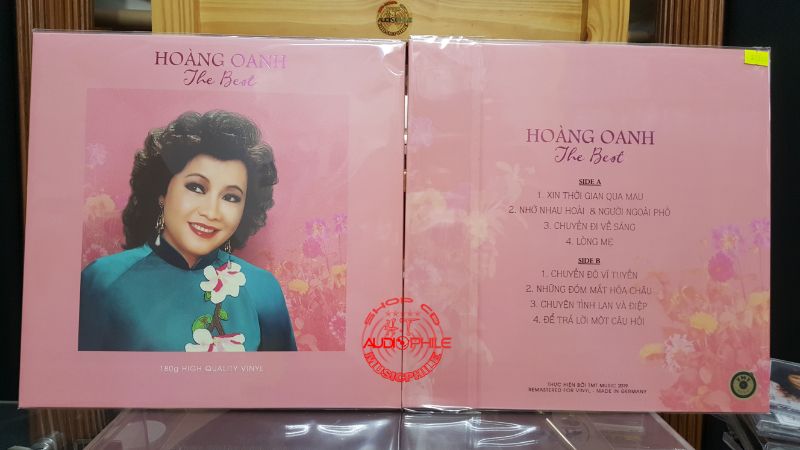 AUDIOPHILE
HOÀNG OANH
The Best
180g HIGH QUALITY VINYL
HOÀNG OANH
The Best
SIDE A
1. XIN THỜI GIAN QUA MAU
2. NHỚ NHAU HOÀI & NGƯỜI NGOÀI PHỐ
3. CHUYẾN ĐI VỀ SÁNG
4. LÒNG MẸ
SIDE B
1. CHUYẾN ĐÒ VĨ TUYẾN
2. NHỮNG ĐÓM MẮT HỎA CHÂU
3. CHUYỆN TÌNH LAN VÀ ĐIỆP
4. ĐỂ TRẢ LỜI MỘT CÂU HỎI
THỰC HIỆN BỞI TMT MUSIC 2019
REMASTERED FOR VINYL - MADE IN GERMANY
SHOP CD
HT
AUDIOPHILE
MUSICPHILE